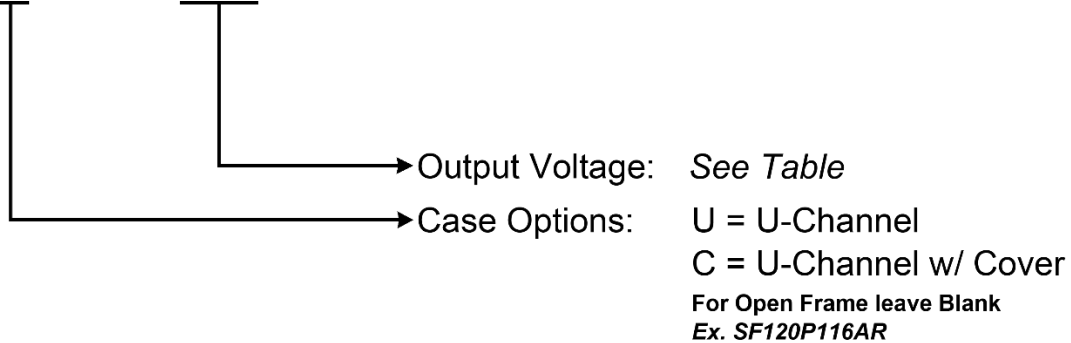 Output Voltage: See Table
Case Options: U = U-Channel
C = U-Channel w/ Cover
For Open Frame leave Blank
Ex. SF120P116AR